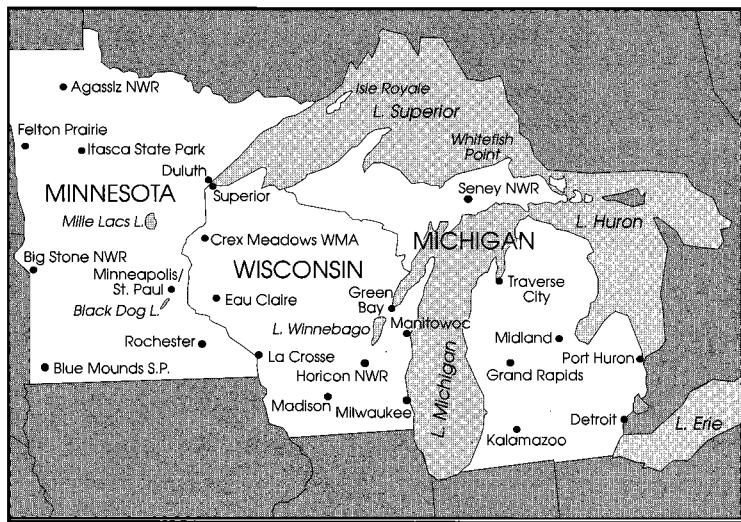 Agassiz NWR
Isle Royale
L. Superior
Felton Prairie
Itasca State Park
Whitefish
Point
Duluth
Superior
MINNESOTA
Seney NWR
Mille Lacs L.
L. Huron
Crex Meadows WMA
MICHIGAN
Big Stone NWR
WISCONSIN
Minneapolis/
St. Paul
Traverse
City
Black Dog L.
Eau Claire
Green
Bay
L. Winnebago
Manitowoc
Rochester
Midland
La Crosse
Port Huron
Blue Mounds S.P.
Horicon NWR
Grand Rapids
L. Michigan
Madison
Milwaukee
Detroit
L. Erie
Kalamazoo